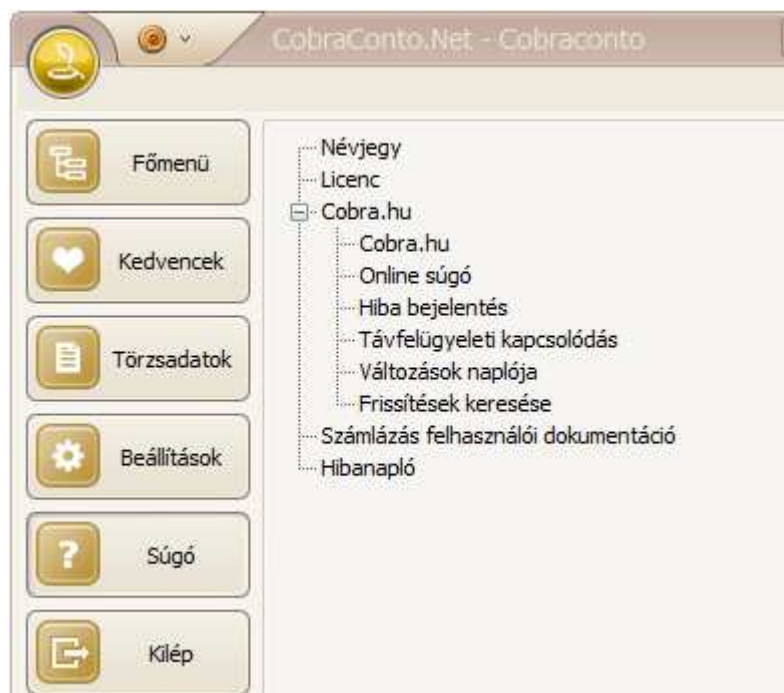 CobraConto.Net - Cobraconto
Főmenü
Kedvencek
Törzsadatok
Beállítások
Súgó
Kilép
Névjegy
Licenc
Cobra.hu
Cobra.hu
Online súgó
Hiba bejelentés
Távfelügyeleti kapcsolódás
Változások naplója
Frissítések keresése
Számlázás felhasználói dokumentáció
Hibanapló